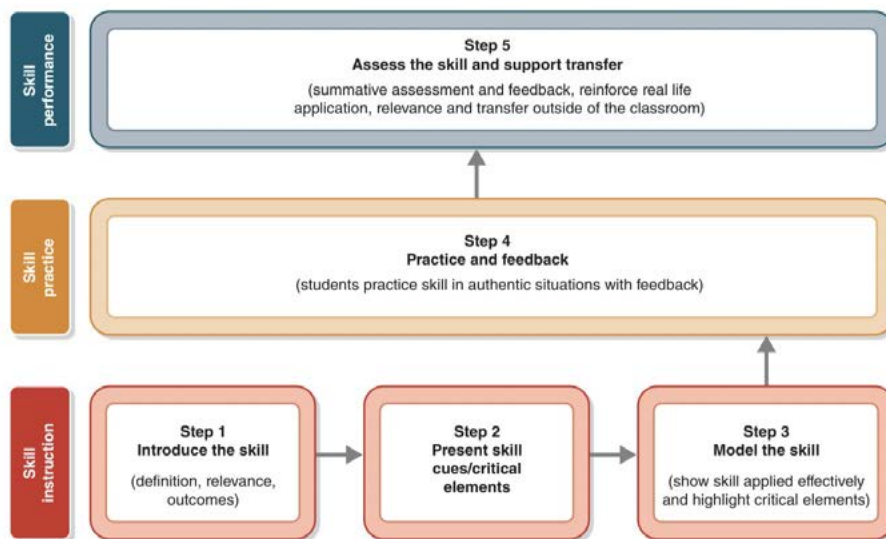 Skill
performance
Step 5
Assess the skill and support transfer
(summative assessment and feedback, reinforce real life
application, relevance and transfer outside of the classroom)
Skill
practice
Step 4
Practice and feedback
(students practice skill in authentic situations with feedback)
Skill
instruction
Step 1
Introduce the skill
(definition, relevance,
outcomes)
Step 2
Present skill
cues/critical
elements
Step 3
Model the skill
(show skill applied effectively
and highlight critical elements)